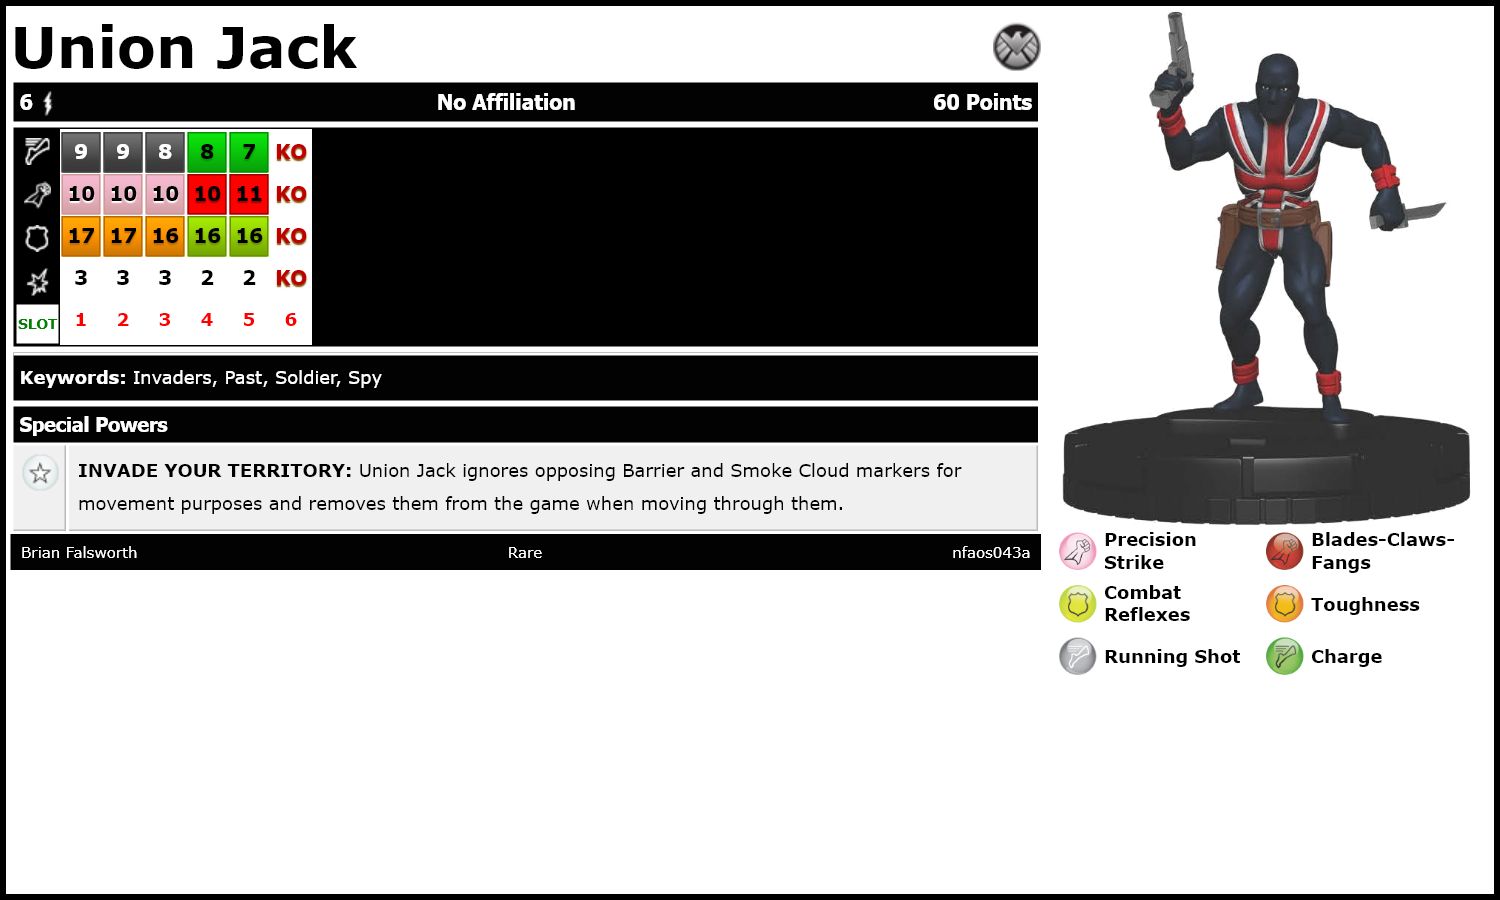 Union Jack
6 No Affiliation 60 Points
9 9 8 8 7 KO
10 10 10 10 11 KO
17 17 16 16 16 KO
3 3 3 2 2 KO
SLOT 1 2 3 4 5 6
Keywords: Invaders, Past, Soldier, Spy
Special Powers
INVADE YOUR TERRITORY: Union Jack ignores opposing Barrier and Smoke Cloud markers for
movement purposes and removes them from the game when moving through them.
Brian Falsworth Rare nfaos043a
Precision
Strike
Blades-Claws-
Fangs
Combat
Reflexes
Toughness
Running Shot
Charge